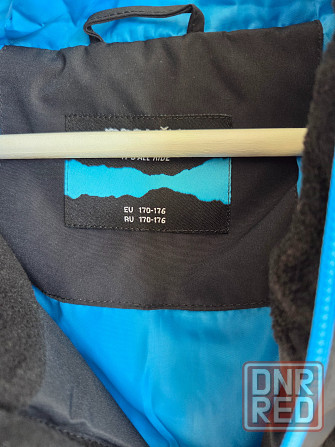 IT'S ALL RIDE
EU 170-176
RU 170-176
DNR
RED